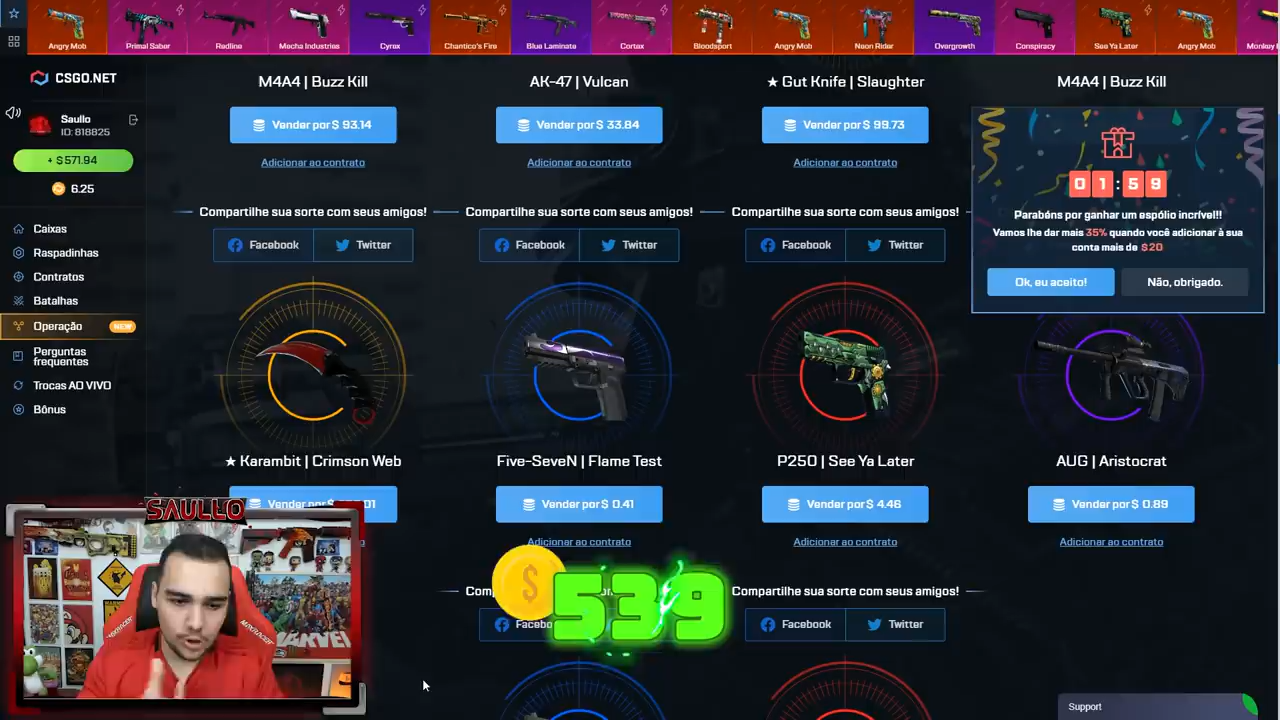 Angry Mob
Primal Saber
Redline
Mecha Industries
Cyrex
Chantico's Fire
Blue Laminate
Cortex
Bloodsport
Angry Mob
Neon Rider
Overgrowth
Conspiracy
See Ya Later
Angry Mob
CSGO.NET
Saullo
ID: 818825
+ $ 571.94
6.25
Caixas
Raspadinhas
Contratos
Batalhas
Operação NEW
Perguntas
frequentes
Trocas AO VIVO
Bônus
M4A4 | Buzz Kill
AK-47 | Vulcan
★ Gut Knife | Slaughter
M4A4 | Buzz Kill
Vender por $ 93.14
Vender por $ 33.84
Vender por $ 99.73
Adicionar ao contrato
Adicionar ao contrato
Adicionar ao contrato
Compartilhe sua sorte com seus amigos!
Compartilhe sua sorte com seus amigos!
Compartilhe sua sorte com seus amigos!
Facebook
Twitter
Facebook
Twitter
Facebook
Twitter
01:59
Parabéns por ganhar um espólio incrível!!
Vamos lhe dar mais 35% quando você adicionar à sua
conta mais de $20
Ok, eu aceito!
Não, obrigado.
★ Karambit | Crimson Web
Five-SeveN | Flame Test
P250 | See Ya Later
AUG | Aristocrat
Vender por $
Vender por $ 0.41
Vender por $ 4.46
Vender por $ 0.89
Adicionar ao contrato
Adicionar ao contrato
Adicionar ao contrato
SAULLO
MAXRACER
MARVEL
$ 539
Compartilhe sua sorte com seus amigos!
Twitter
Facebook
Support